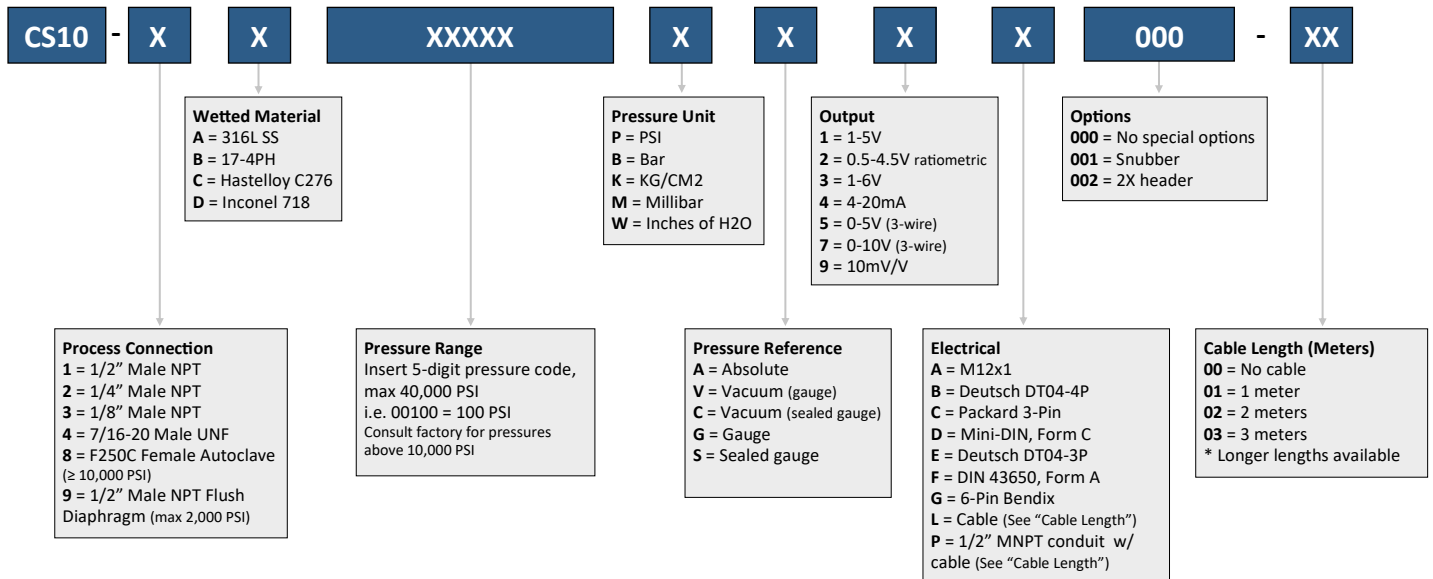 CS10 - X X XXXXX X X X X 000 - XX
Wetted Material
A = 316L SS
B = 17-4PH
C = Hastelloy C276
D = Inconel 718
Pressure Unit
P = PSI
B = Bar
K = KG/CM2
M = Millibar
W = Inches of H2O
Output
1 = 1-5V
2 = 0.5-4.5V ratiometric
3 = 1-6V
4 = 4-20mA
5 = 0-5V (3-wire)
7 = 0-10V (3-wire)
9 = 10mV/V
Options
000 = No special options
001 = Snubber
002 = 2X header
Process Connection
1 = 1/2” Male NPT
2 = 1/4” Male NPT
3 = 1/8” Male NPT
4 = 7/16-20 Male UNF
8 = F250C Female Autoclave
(≥ 10,000 PSI)
9 = 1/2” Male NPT Flush
Diaphragm (max 2,000 PSI)
Pressure Range
Insert 5-digit pressure code,
max 40,000 PSI
i.e. 00100 = 100 PSI
Consult factory for pressures
above 10,000 PSI
Pressure Reference
A = Absolute
V = Vacuum (gauge)
C = Vacuum (sealed gauge)
G = Gauge
S = Sealed gauge
Electrical
A = M12x1
B = Deutsch DT04-4P
C = Packard 3-Pin
D = Mini-DIN, Form C
E = Deutsch DT04-3P
F = DIN 43650, Form A
G = 6-Pin Bendix
L = Cable (See “Cable Length”)
P = 1/2” MNPT conduit w/
cable (See “Cable Length”)
Cable Length (Meters)
00 = No cable
01 = 1 meter
02 = 2 meters
03 = 3 meters
* Longer lengths available